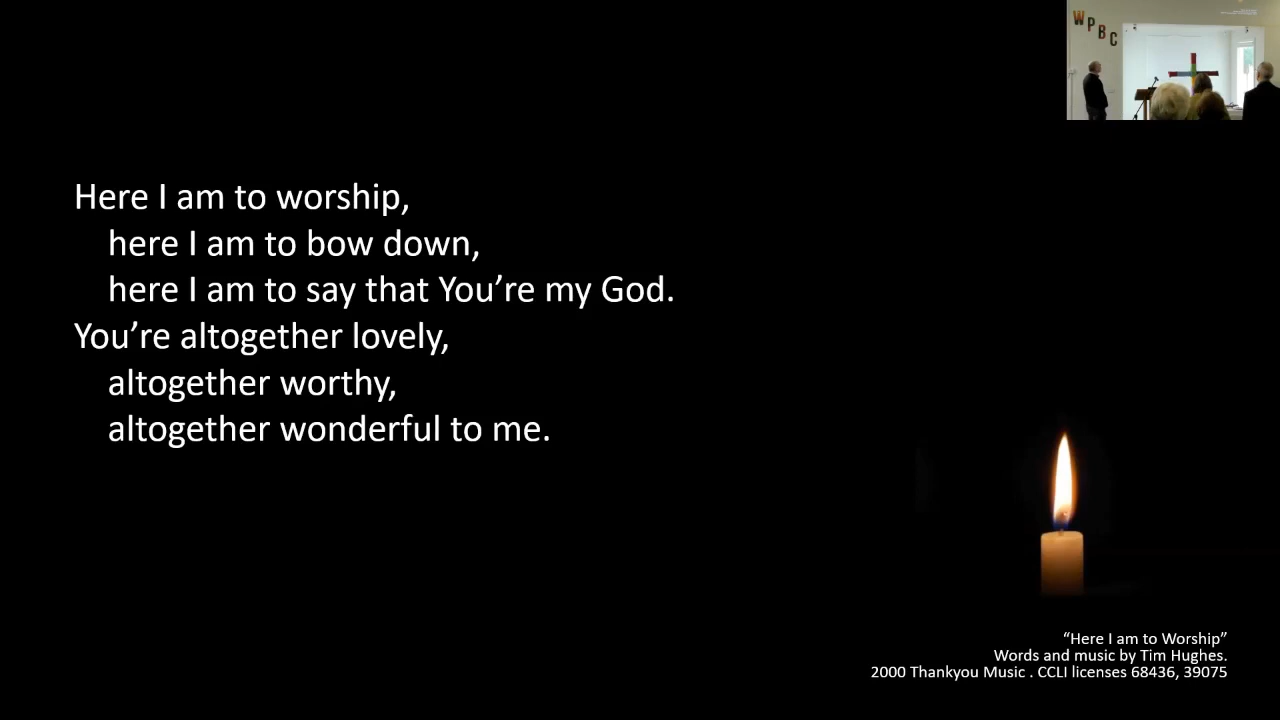 WPBC
Here I am to worship,
here I am to bow down,
here I am to say that You’re my God.
You’re altogether lovely,
altogether worthy,
altogether wonderful to me.
“Here I am to Worship”
Words and music by Tim Hughes.
2000 Thankyou Music . CCLI licenses 68436, 39075